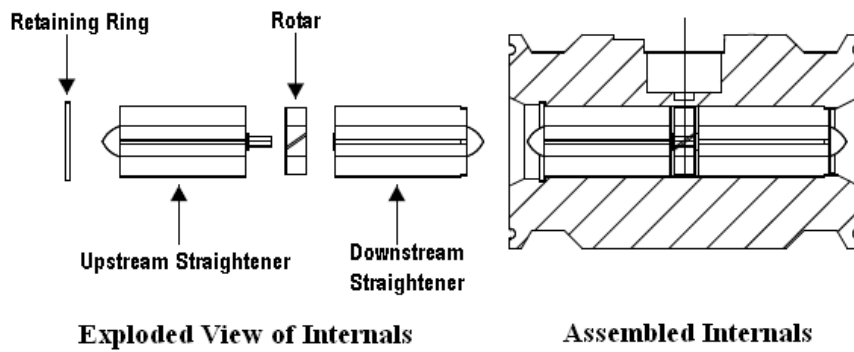 Retaining Ring
Rotar
Upstream Straightener
Downstream
Straightener
Exploded View of Internals
Assembled Internals